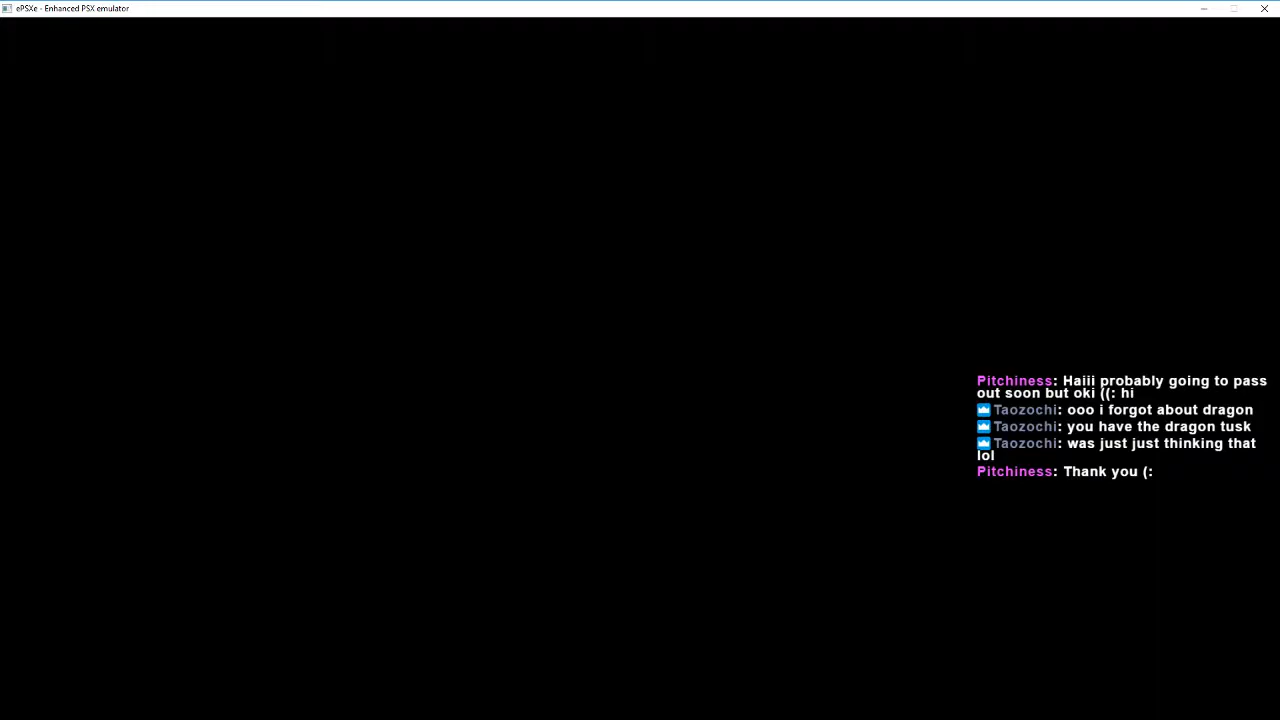 ePSXe - Enhanced PSX emulator
Pitchiness: Haiii probably going to pass
out soon but oki ((: hi
Taozochi: ooo i forgot about dragon
Taozochi: you have the dragon tusk
Taozochi: was just just thinking that
lol
Pitchiness: Thank you (: